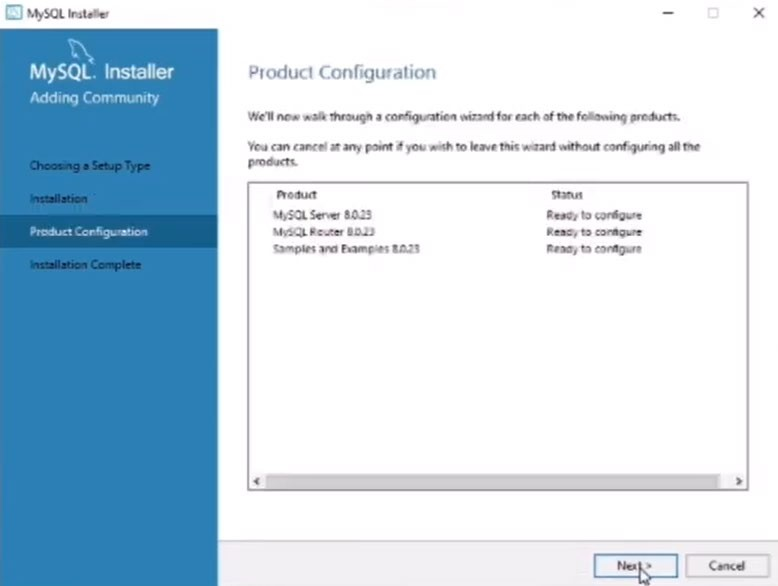 MySQL Installer
MySQL. Installer
Adding Community
Choosing a Setup Type
Installation
Product Configuration
Installation Complete
Product Configuration
We'll now walk through a configuration wizard for each of the following products.
You can cancel at any point if you wish to leave this wizard without configuring all the
products.
Product Status
MySQL Server 8.0.23 Ready to configure
MySQL Router 8.0.23 Ready to configure
Samples and Examples 8.0.23 Ready to configure
Next > Cancel